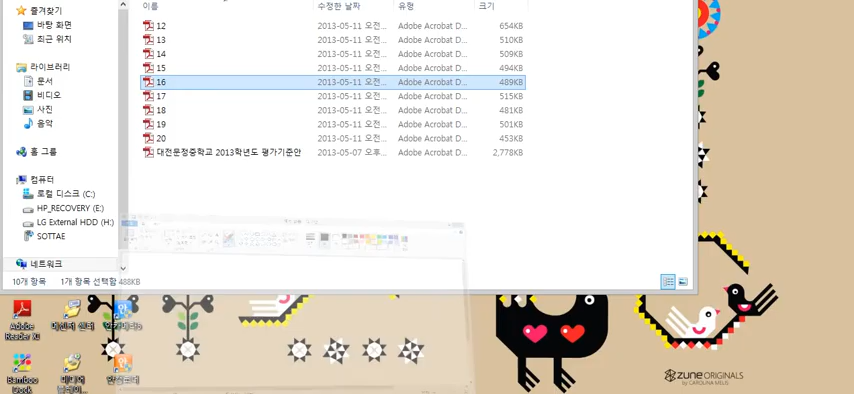 즐겨찾기
바탕 화면
최근 위치
라이브러리
문서
비디오
사진
음악
홈 그룹
컴퓨터
로컬 디스크 (C:)
HP_RECOVERY (E:)
LG External HDD (H:)
SOTTAE
네트워크
이름 수정한 날짜 유형 크기
12 2013-05-11 오전... Adobe Acrobat D... 654KB
13 2013-05-11 오전... Adobe Acrobat D... 510KB
14 2013-05-11 오전... Adobe Acrobat D... 509KB
15 2013-05-11 오전... Adobe Acrobat D... 494KB
16 2013-05-11 오전... Adobe Acrobat D... 489KB
17 2013-05-11 오전... Adobe Acrobat D... 515KB
18 2013-05-11 오전... Adobe Acrobat D... 481KB
19 2013-05-11 오전... Adobe Acrobat D... 501KB
20 2013-05-11 오전... Adobe Acrobat D... 453KB
대전문정중학교 2013학년도 평가기준안 2013-05-07 오후... Adobe Acrobat D... 2,778KB
10개 항목 1개 항목 선택함 488KB
Adobe
Reader XI
메신저 센터
Bamboo
Dock
미디어
ZUNE ORIGINALS
by CAROLINA MELIS